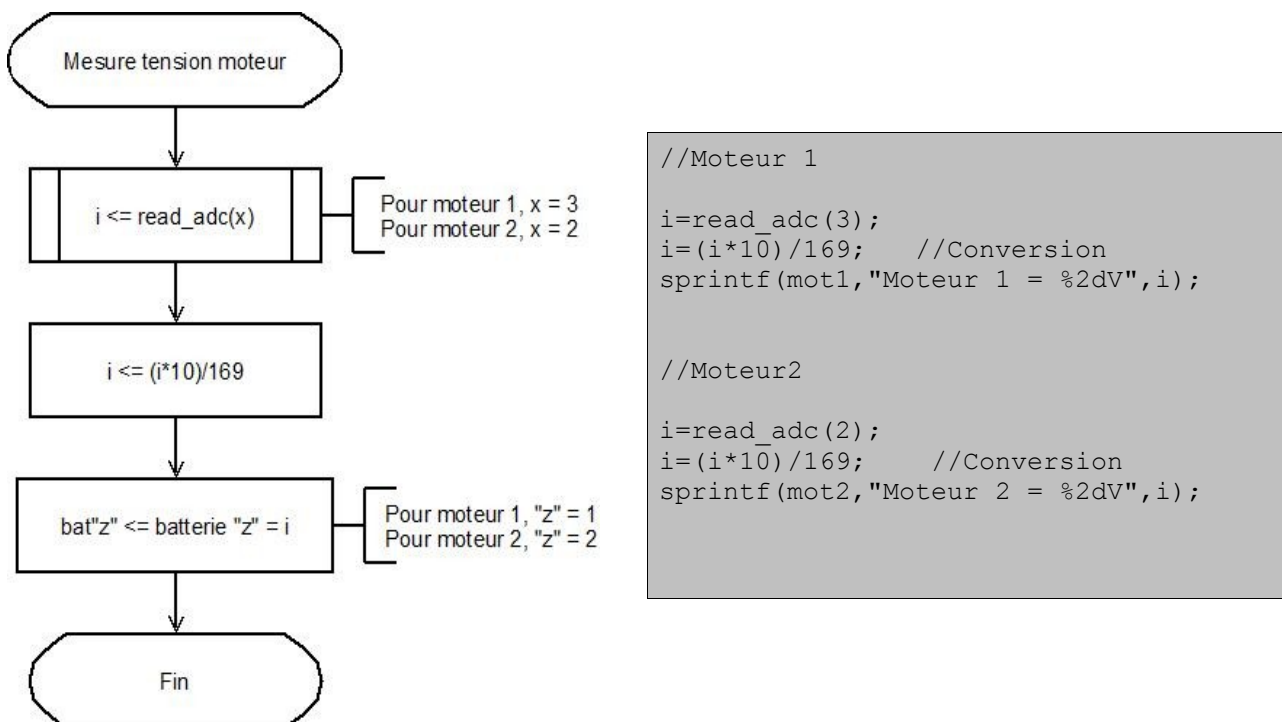 Mesure tension moteur
i <= read_adc(x)
Pour moteur 1, x = 3
Pour moteur 2, x = 2
i <= (i*10)/169
bat"z" <= batterie "z" = i
Pour moteur 1, "z" = 1
Pour moteur 2, "z" = 2
Fin
//Moteur 1
i=read_adc(3);
i=(i*10)/169;   //Conversion
sprintf(mot1,"Moteur 1 = %2dV",i);
//Moteur2
i=read_adc(2);
i=(i*10)/169;    //Conversion
sprintf(mot2,"Moteur 2 = %2dV",i);